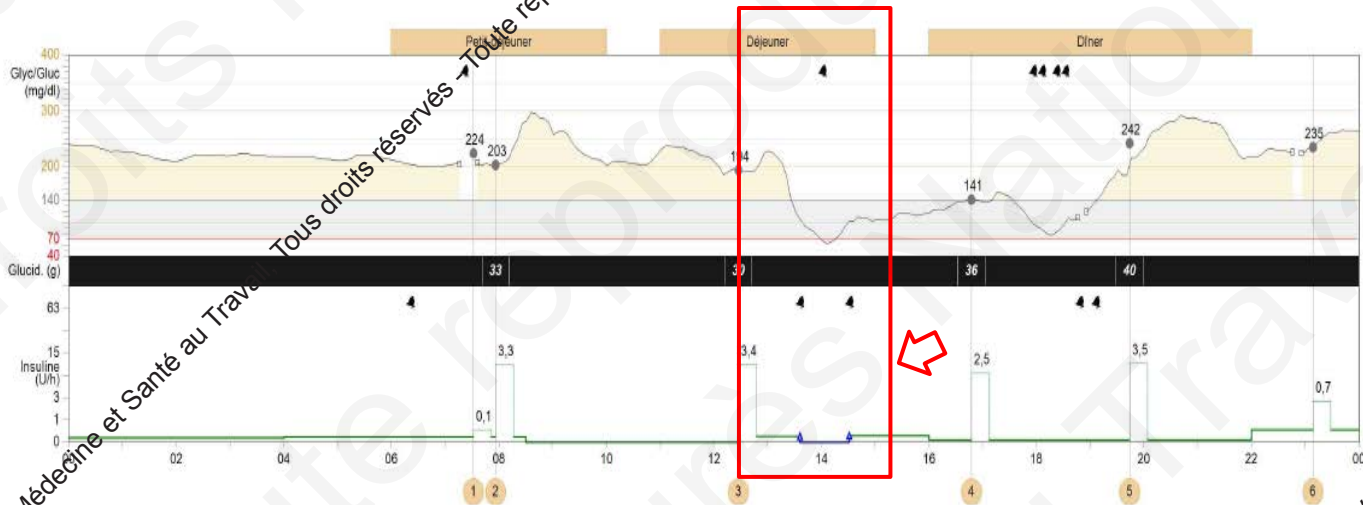 Petit-déjeuner Déjeuner Dîner
400
Glyc/Gluc
(mg/dl)
300
200
140
70
40
224 203 194 141 242 235
Glucid. (g) 33 30 36 40
63
15
Insuline
(U/h)
3
1
0
0,1 3,3 3,4 2,5 3,5 0,7
02 04 06 08 10 12 14 16 18 20 22 00
1 2 3 4 5 6
Médecine et Santé au Travail. Tous droits réservés - Toute rep